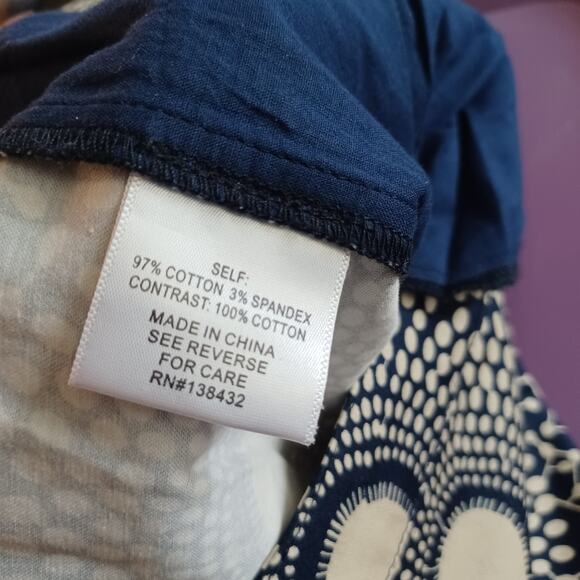 SELF:
97% COTTON 3% SPANDEX
CONTRAST: 100% COTTON
MADE IN CHINA
SEE REVERSE
FOR CARE
RN#138432